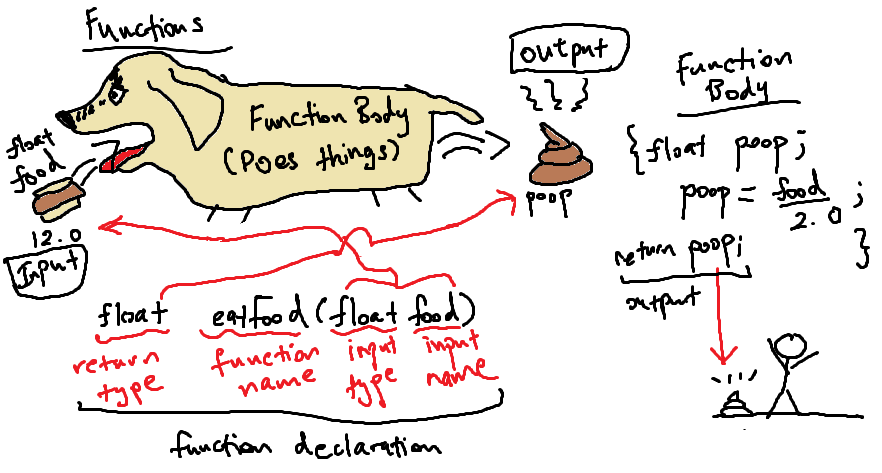 Functions
output
Function Body
(Does things)
float
food
12.0
Input
poop
Function
Body
{float poop;
poop = food
2.0 ;
}
return poop;
output
float eatfood (float food)
return type
function name
input type
input name
function declaration